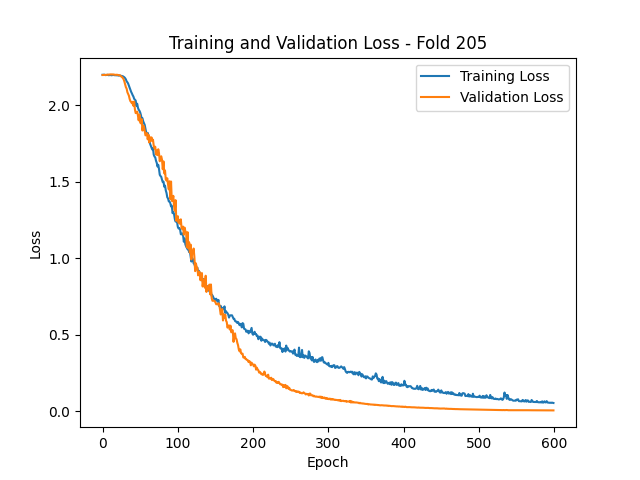 Training and Validation Loss - Fold 205
Training Loss
Validation Loss
Loss
2.0
1.5
1.0
0.5
0.0
0 100 200 300 400 500 600
Epoch